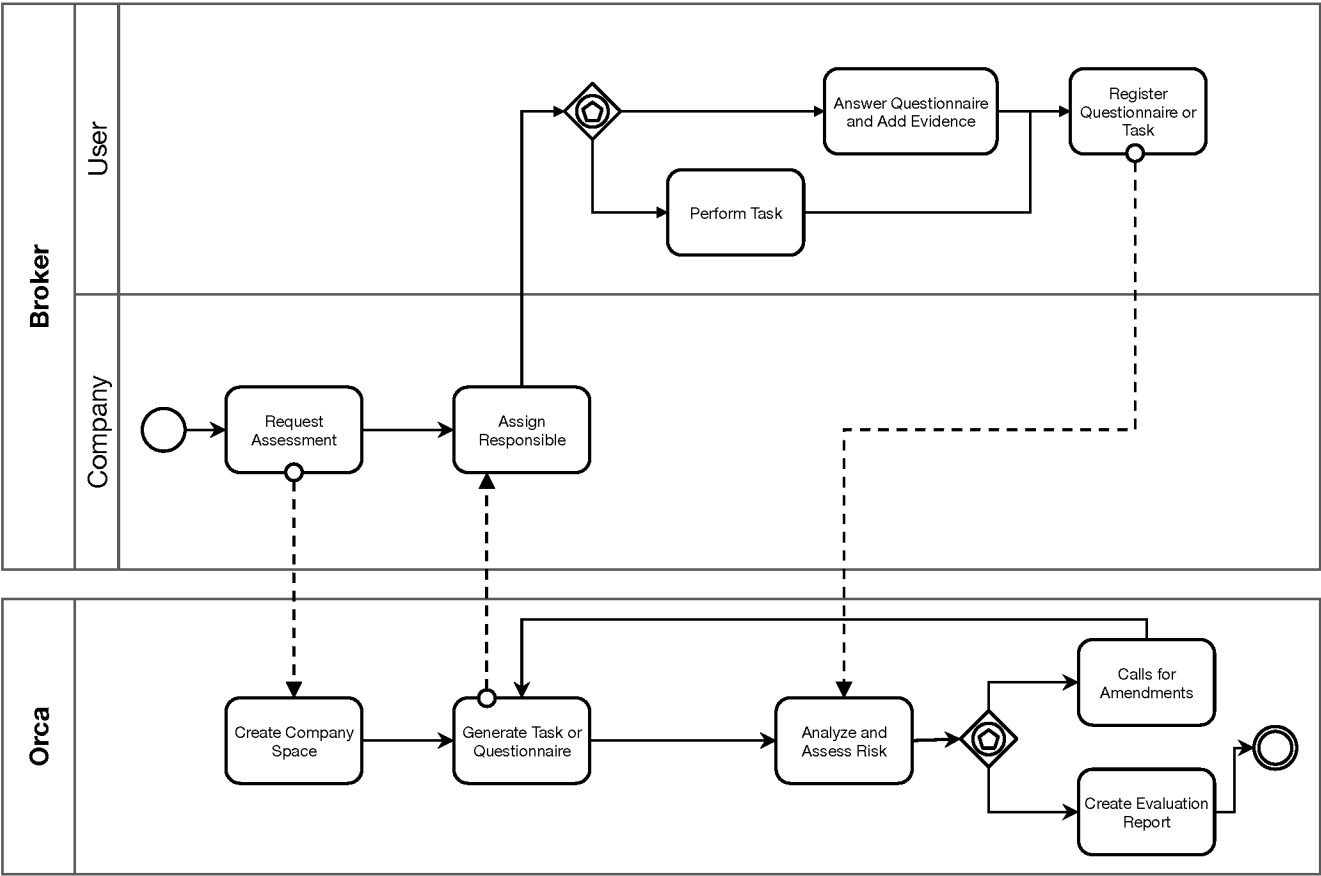 Broker
User
Answer Questionnaire
and Add Evidence
Register
Questionnaire or
Task
Perform Task
Company
Request
Assessment
Assign
Responsible
Orca
Create Company
Space
Generate Task or
Questionnaire
Analyze and
Assess Risk
Calls for
Amendments
Create Evaluation
Report